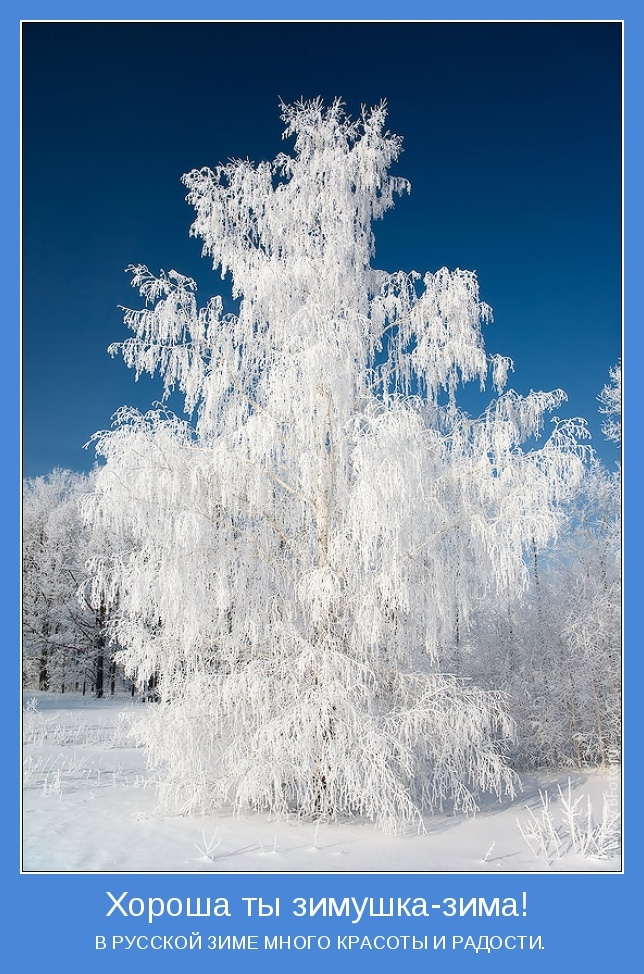 Хороша ты зимушка-зима!
В РУССКОЙ ЗИМЕ МНОГО КРАСОТЫ И РАДОСТИ.